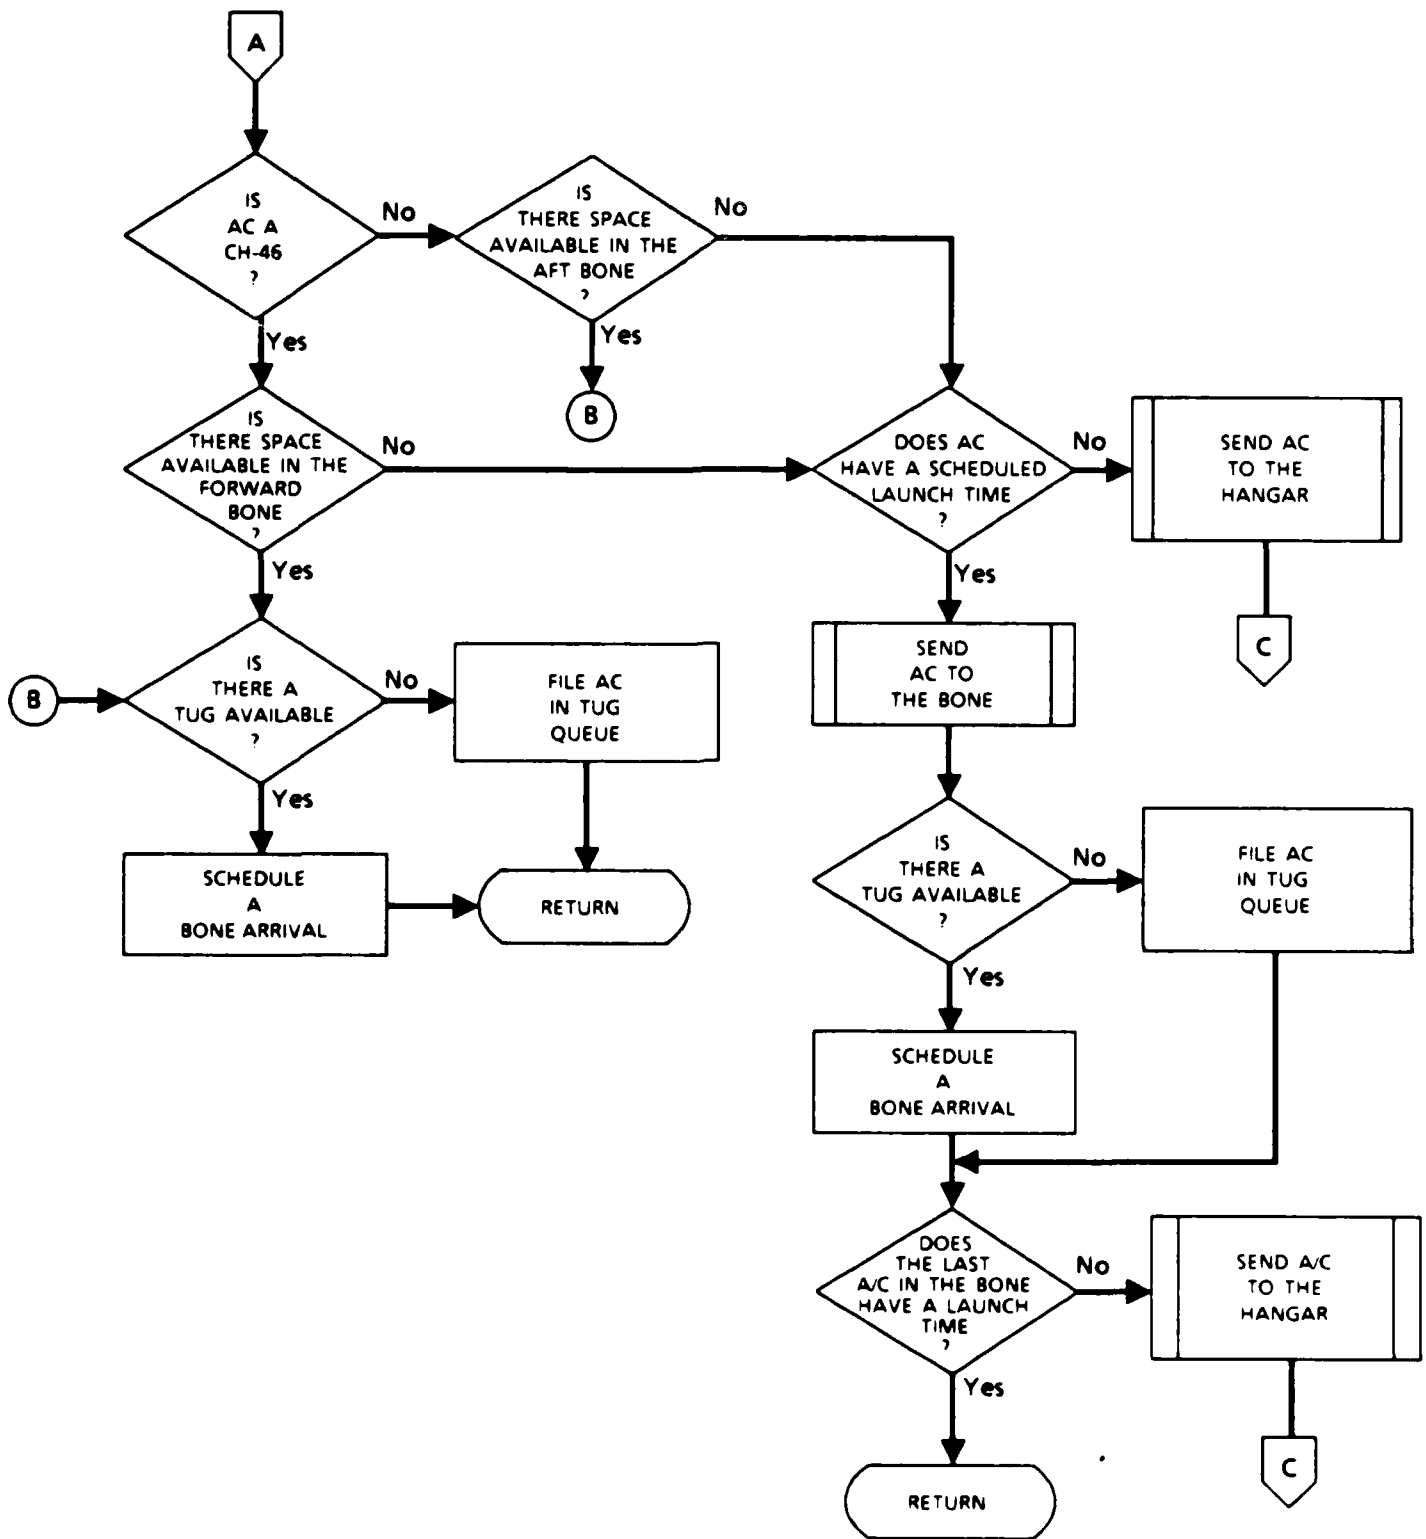 A
IS
AC A
CH-46
?
No
Yes
IS
THERE SPACE
AVAILABLE IN THE
AFT BONE
?
No
Yes
B
IS
THERE SPACE
AVAILABLE IN THE
FORWARD
BONE
?
No
Yes
DOES AC
HAVE A SCHEDULED
LAUNCH TIME
?
No
Yes
SEND AC
TO THE
HANGAR
C
B
IS
THERE A
TUG AVAILABLE
?
No
Yes
FILE AC
IN TUG
QUEUE
SCHEDULE
A
BONE ARRIVAL
RETURN
SEND
AC TO
THE BONE
IS
THERE A
TUG AVAILABLE
?
No
Yes
FILE AC
IN TUG
QUEUE
SCHEDULE
A
BONE ARRIVAL
DOES
THE LAST
A/C IN THE BONE
HAVE A LAUNCH
TIME
?
No
Yes
SEND A/C
TO THE
HANGAR
C
RETURN